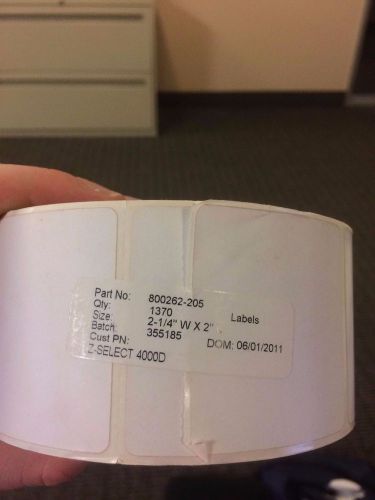 Part No: 800262-205
Qty: 1370 Labels
Size: 2-1/4" W X 2"
Batch: 355185
Cust PN: DOM: 06/01/2011
Z-SELECT 4000D